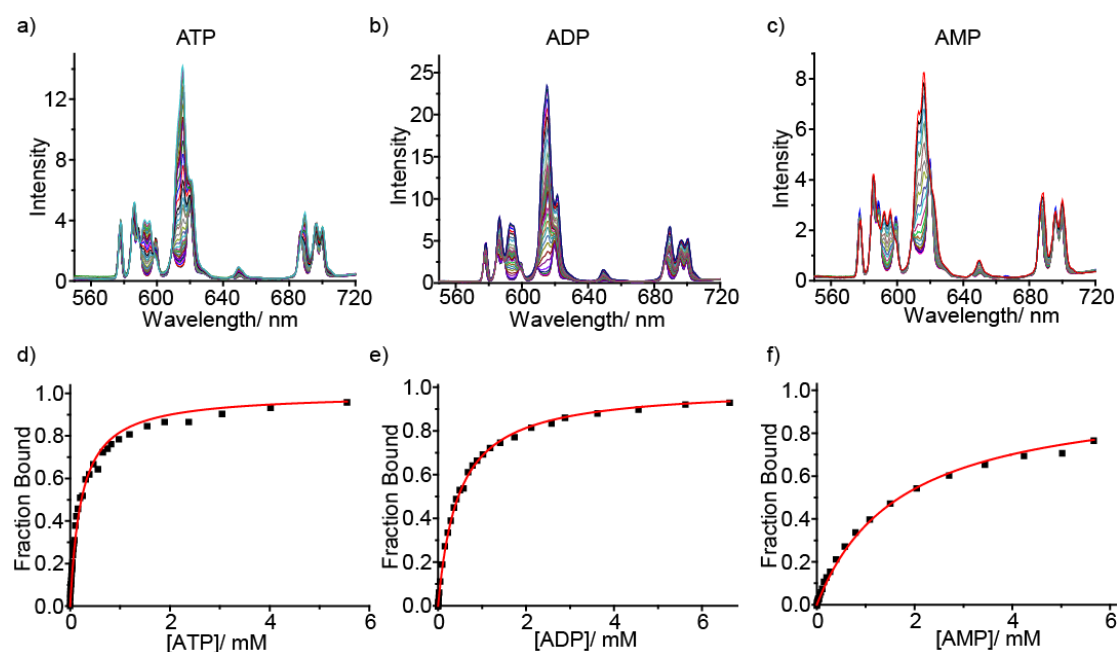 a)
ATP
Intensity
12
8
4
0
560 600 640 680 720
Wavelength/ nm
b)
ADP
Intensity
25
20
15
10
5
0
560 600 640 680 720
Wavelength/ nm
c)
AMP
Intensity
8
6
4
2
0
560 600 640 680 720
Wavelength/ nm
d)
Fraction Bound
1.0
0.8
0.6
0.4
0.2
0.0
0 2 4 6
[ATP]/ mM
e)
Fraction Bound
1.0
0.8
0.6
0.4
0.2
0.0
0 2 4 6
[ADP]/ mM
f)
Fraction Bound
1.0
0.8
0.6
0.4
0.2
0.0
0 2 4 6
[AMP]/ mM